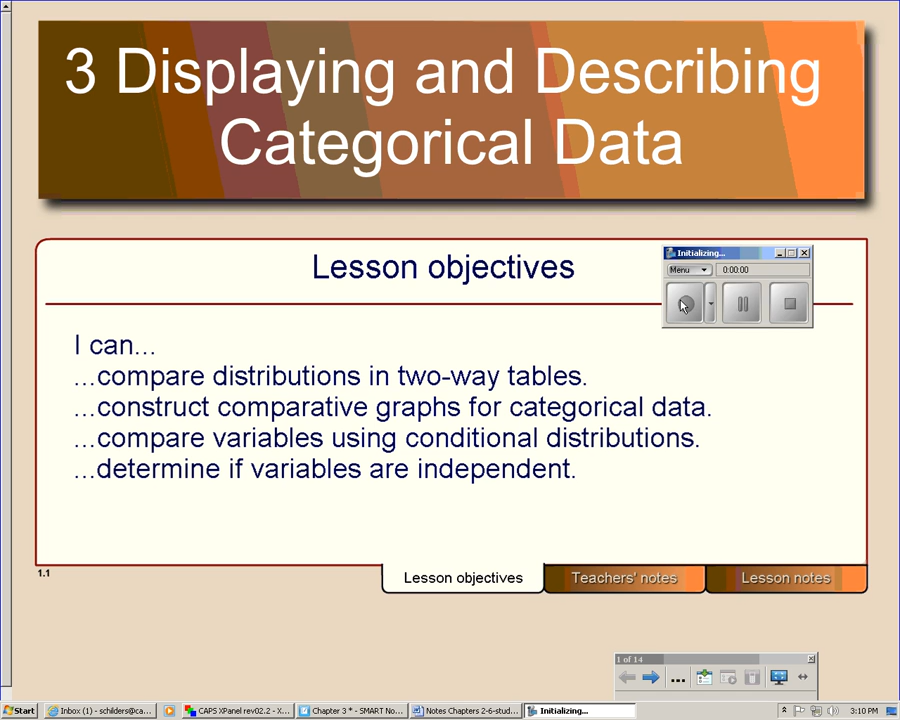 3 Displaying and Describing
Categorical Data
Lesson objectives
Initializing...
Menu
0:00:00
I can...
...compare distributions in two-way tables.
...construct comparative graphs for categorical data.
...compare variables using conditional distributions.
...determine if variables are independent.
1.1
Lesson objectives
Teachers' notes
Lesson notes
1 of 14
Start
Inbox (1) - schilders@ca...
CAPS XPanel rev02.2 - X...
Chapter 3 * - SMART No...
Notes Chapters 2-6-stud...
Initializing...
3:10 PM